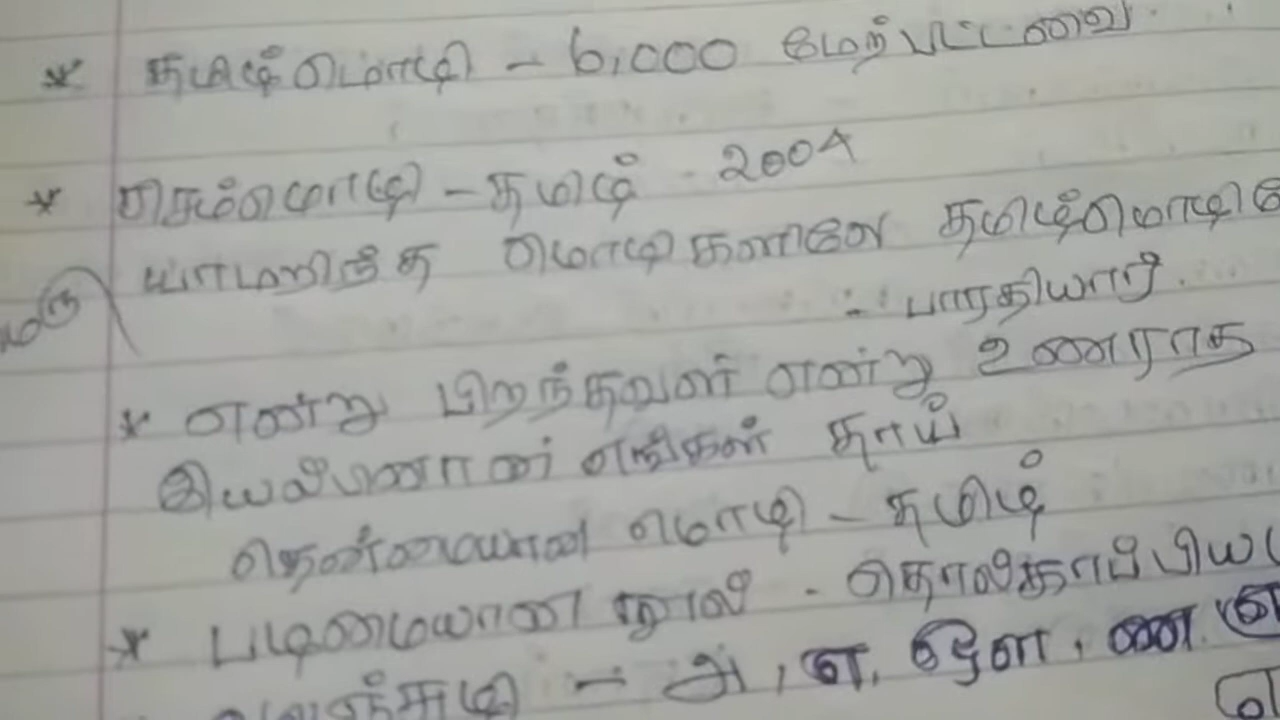 * தமிழ்மொழி - 6,000 மேற்பட்டவை.
* செம்மொழி - தமிழ் - 2004
யாமறிந்த மொழிகளிலே தமிழ்மொழி
- பாரதியார்.
* என்று பிறந்தவள் என்று உணராத
இயல்பினாள் எங்கள் தாய்
தொன்மையான மொழி - தமிழ்
* பழமையான நூல் - தொல்காப்பிய
- அ, எ, ஔ, ண,